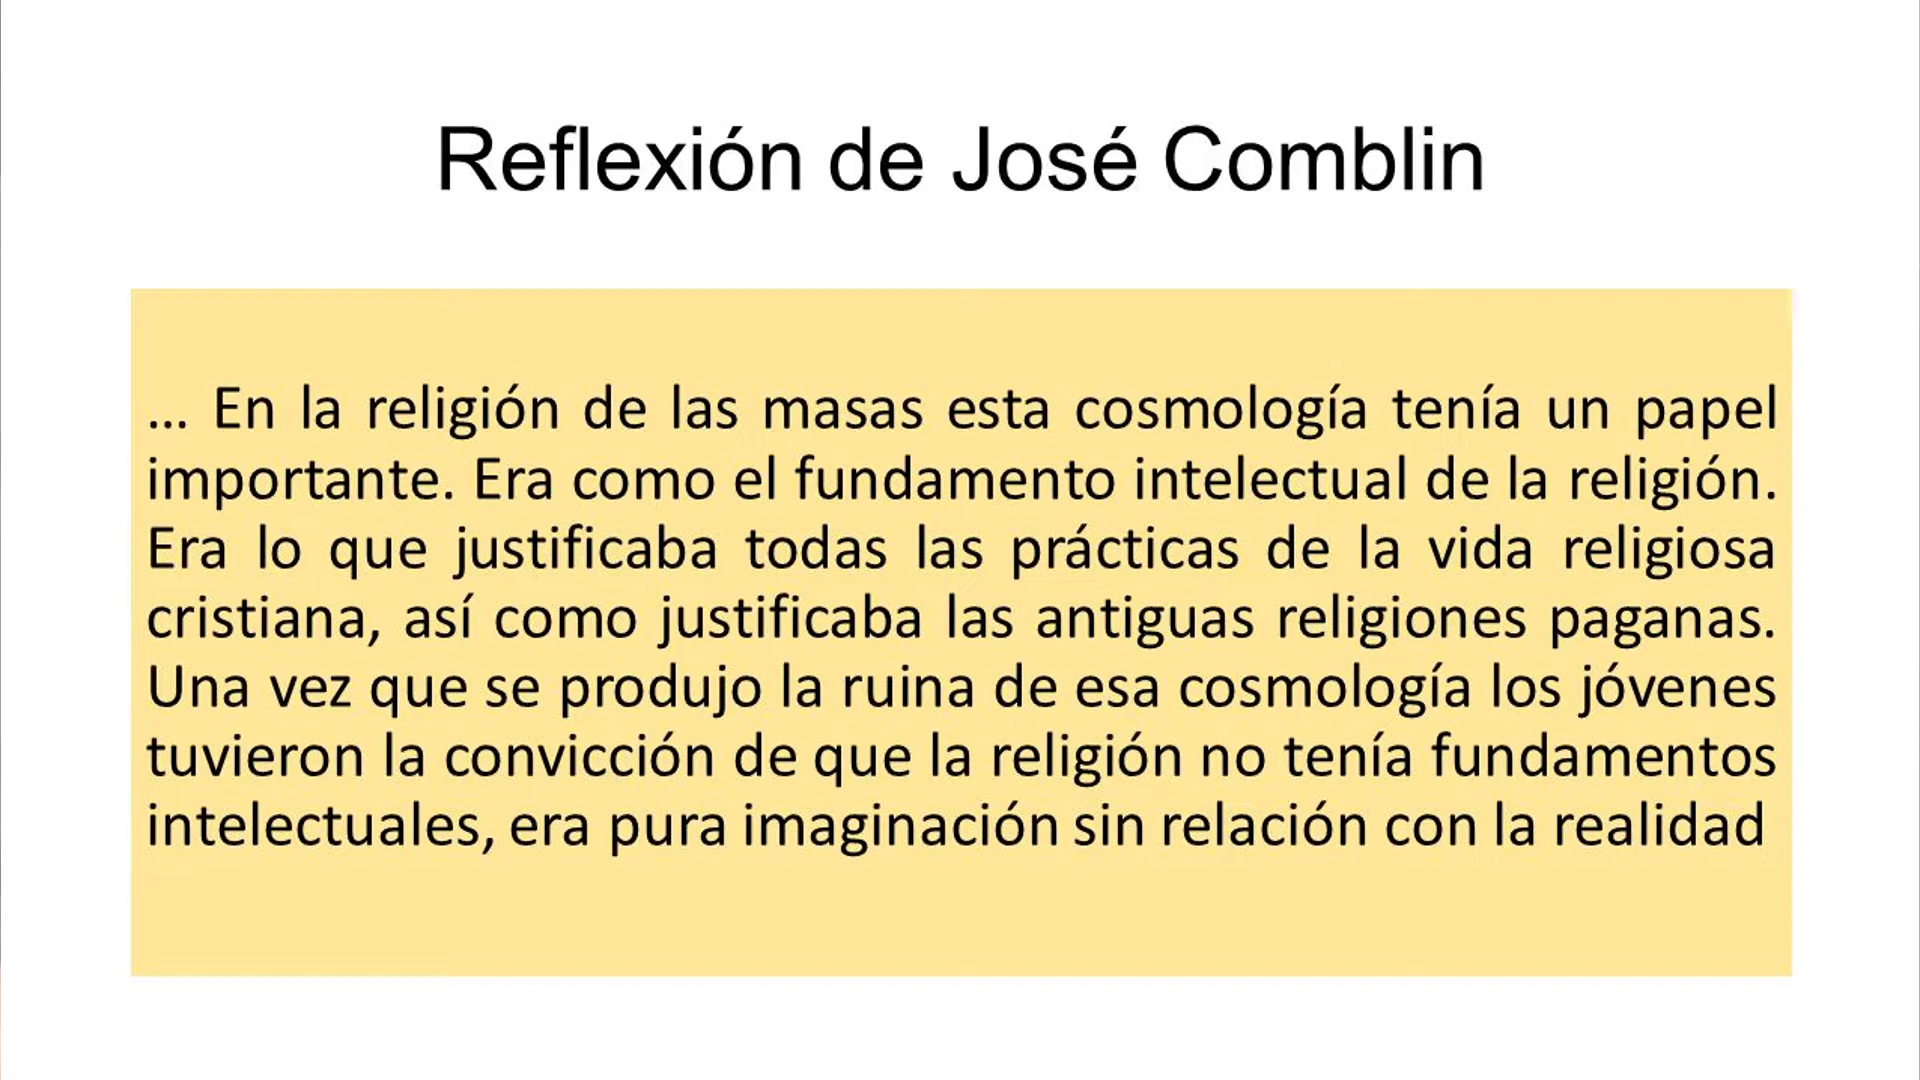 Reflexión de José Comblin
... En la religión de las masas esta cosmología tenía un papel
importante. Era como el fundamento intelectual de la religión.
Era lo que justificaba todas las prácticas de la vida religiosa
cristiana, así como justificaba las antiguas religiones paganas.
Una vez que se produjo la ruina de esa cosmología los jóvenes
tuvieron la convicción de que la religión no tenía fundamentos
intelectuales, era pura imaginación sin relación con la realidad